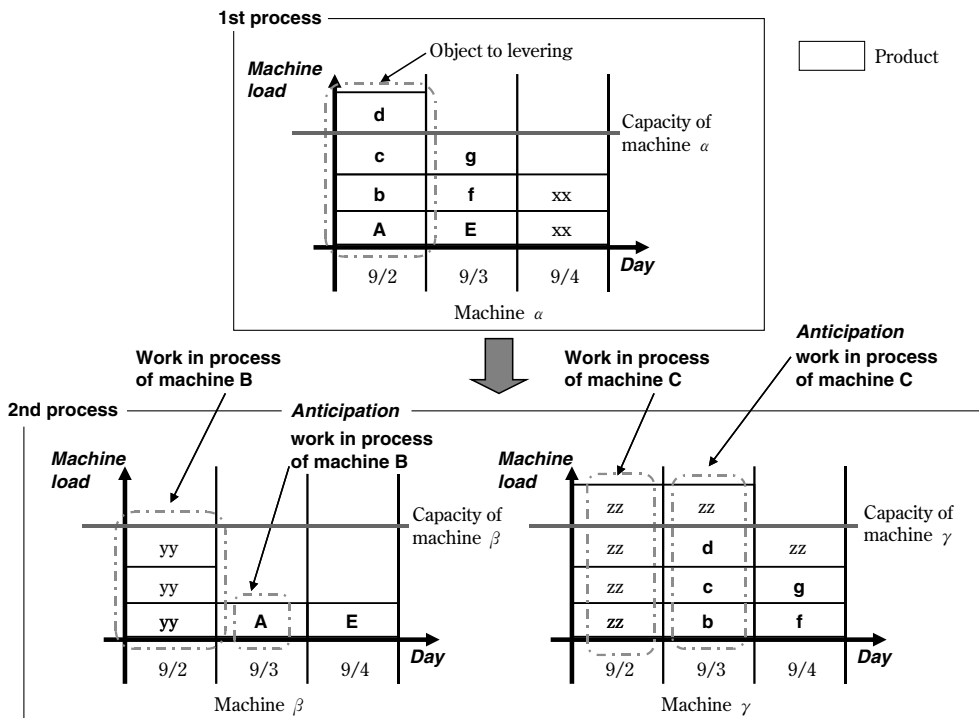 1st process
Object to levering
Product
Machine
load
d
Capacity of
machine α
c g
b f xx
A E xx
Day
9/2 9/3 9/4
Machine α
Work in process
of machine B
Work in process
of machine C
Anticipation
work in process
of machine C
2nd process
Anticipation
work in process
of machine B
Machine
load
Capacity of
machine β
yy
yy
yy A E
Day
9/2 9/3 9/4
Machine β
Machine
load
zz zz
Capacity of
machine γ
zz d zz
zz c g
zz b f
Day
9/2 9/3 9/4
Machine γ